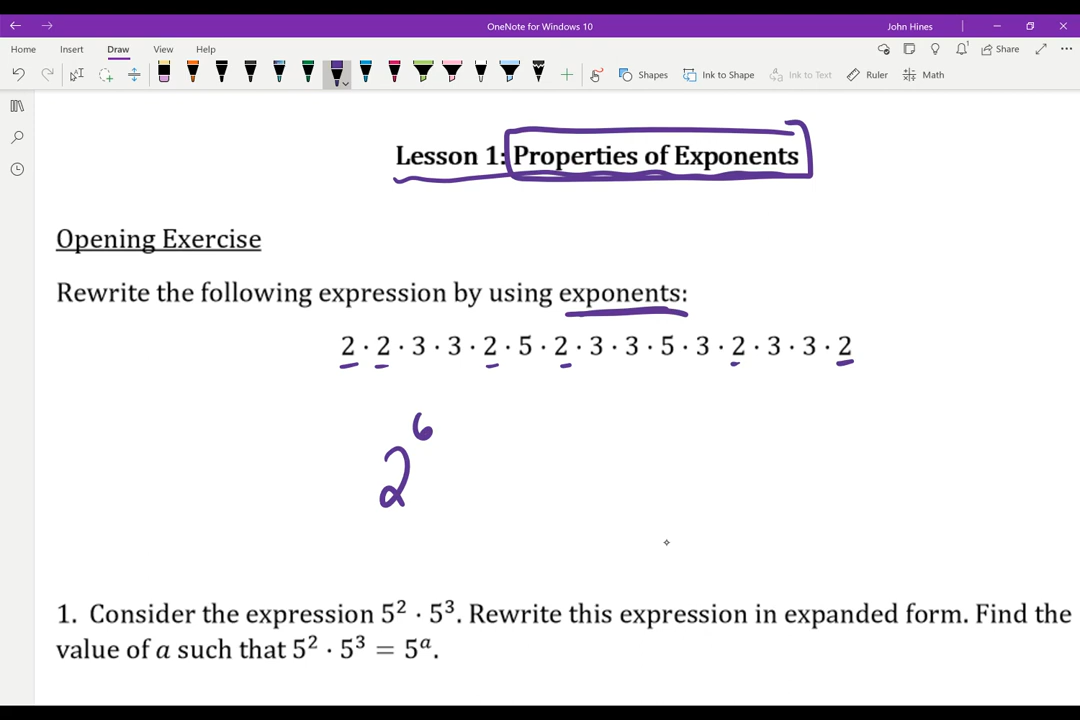 OneNote for Windows 10
John Hines
Home Insert Draw View Help
Share
Shapes Ink to Shape Ink to Text Ruler Math
Lesson 1: Properties of Exponents
Opening Exercise
Rewrite the following expression by using exponents:
2 · 2 · 3 · 3 · 2 · 5 · 2 · 3 · 3 · 5 · 3 · 2 · 3 · 3 · 2
2⁶
1. Consider the expression 5² · 5³. Rewrite this expression in expanded form. Find the
value of a such that 5² · 5³ = 5ᵃ.